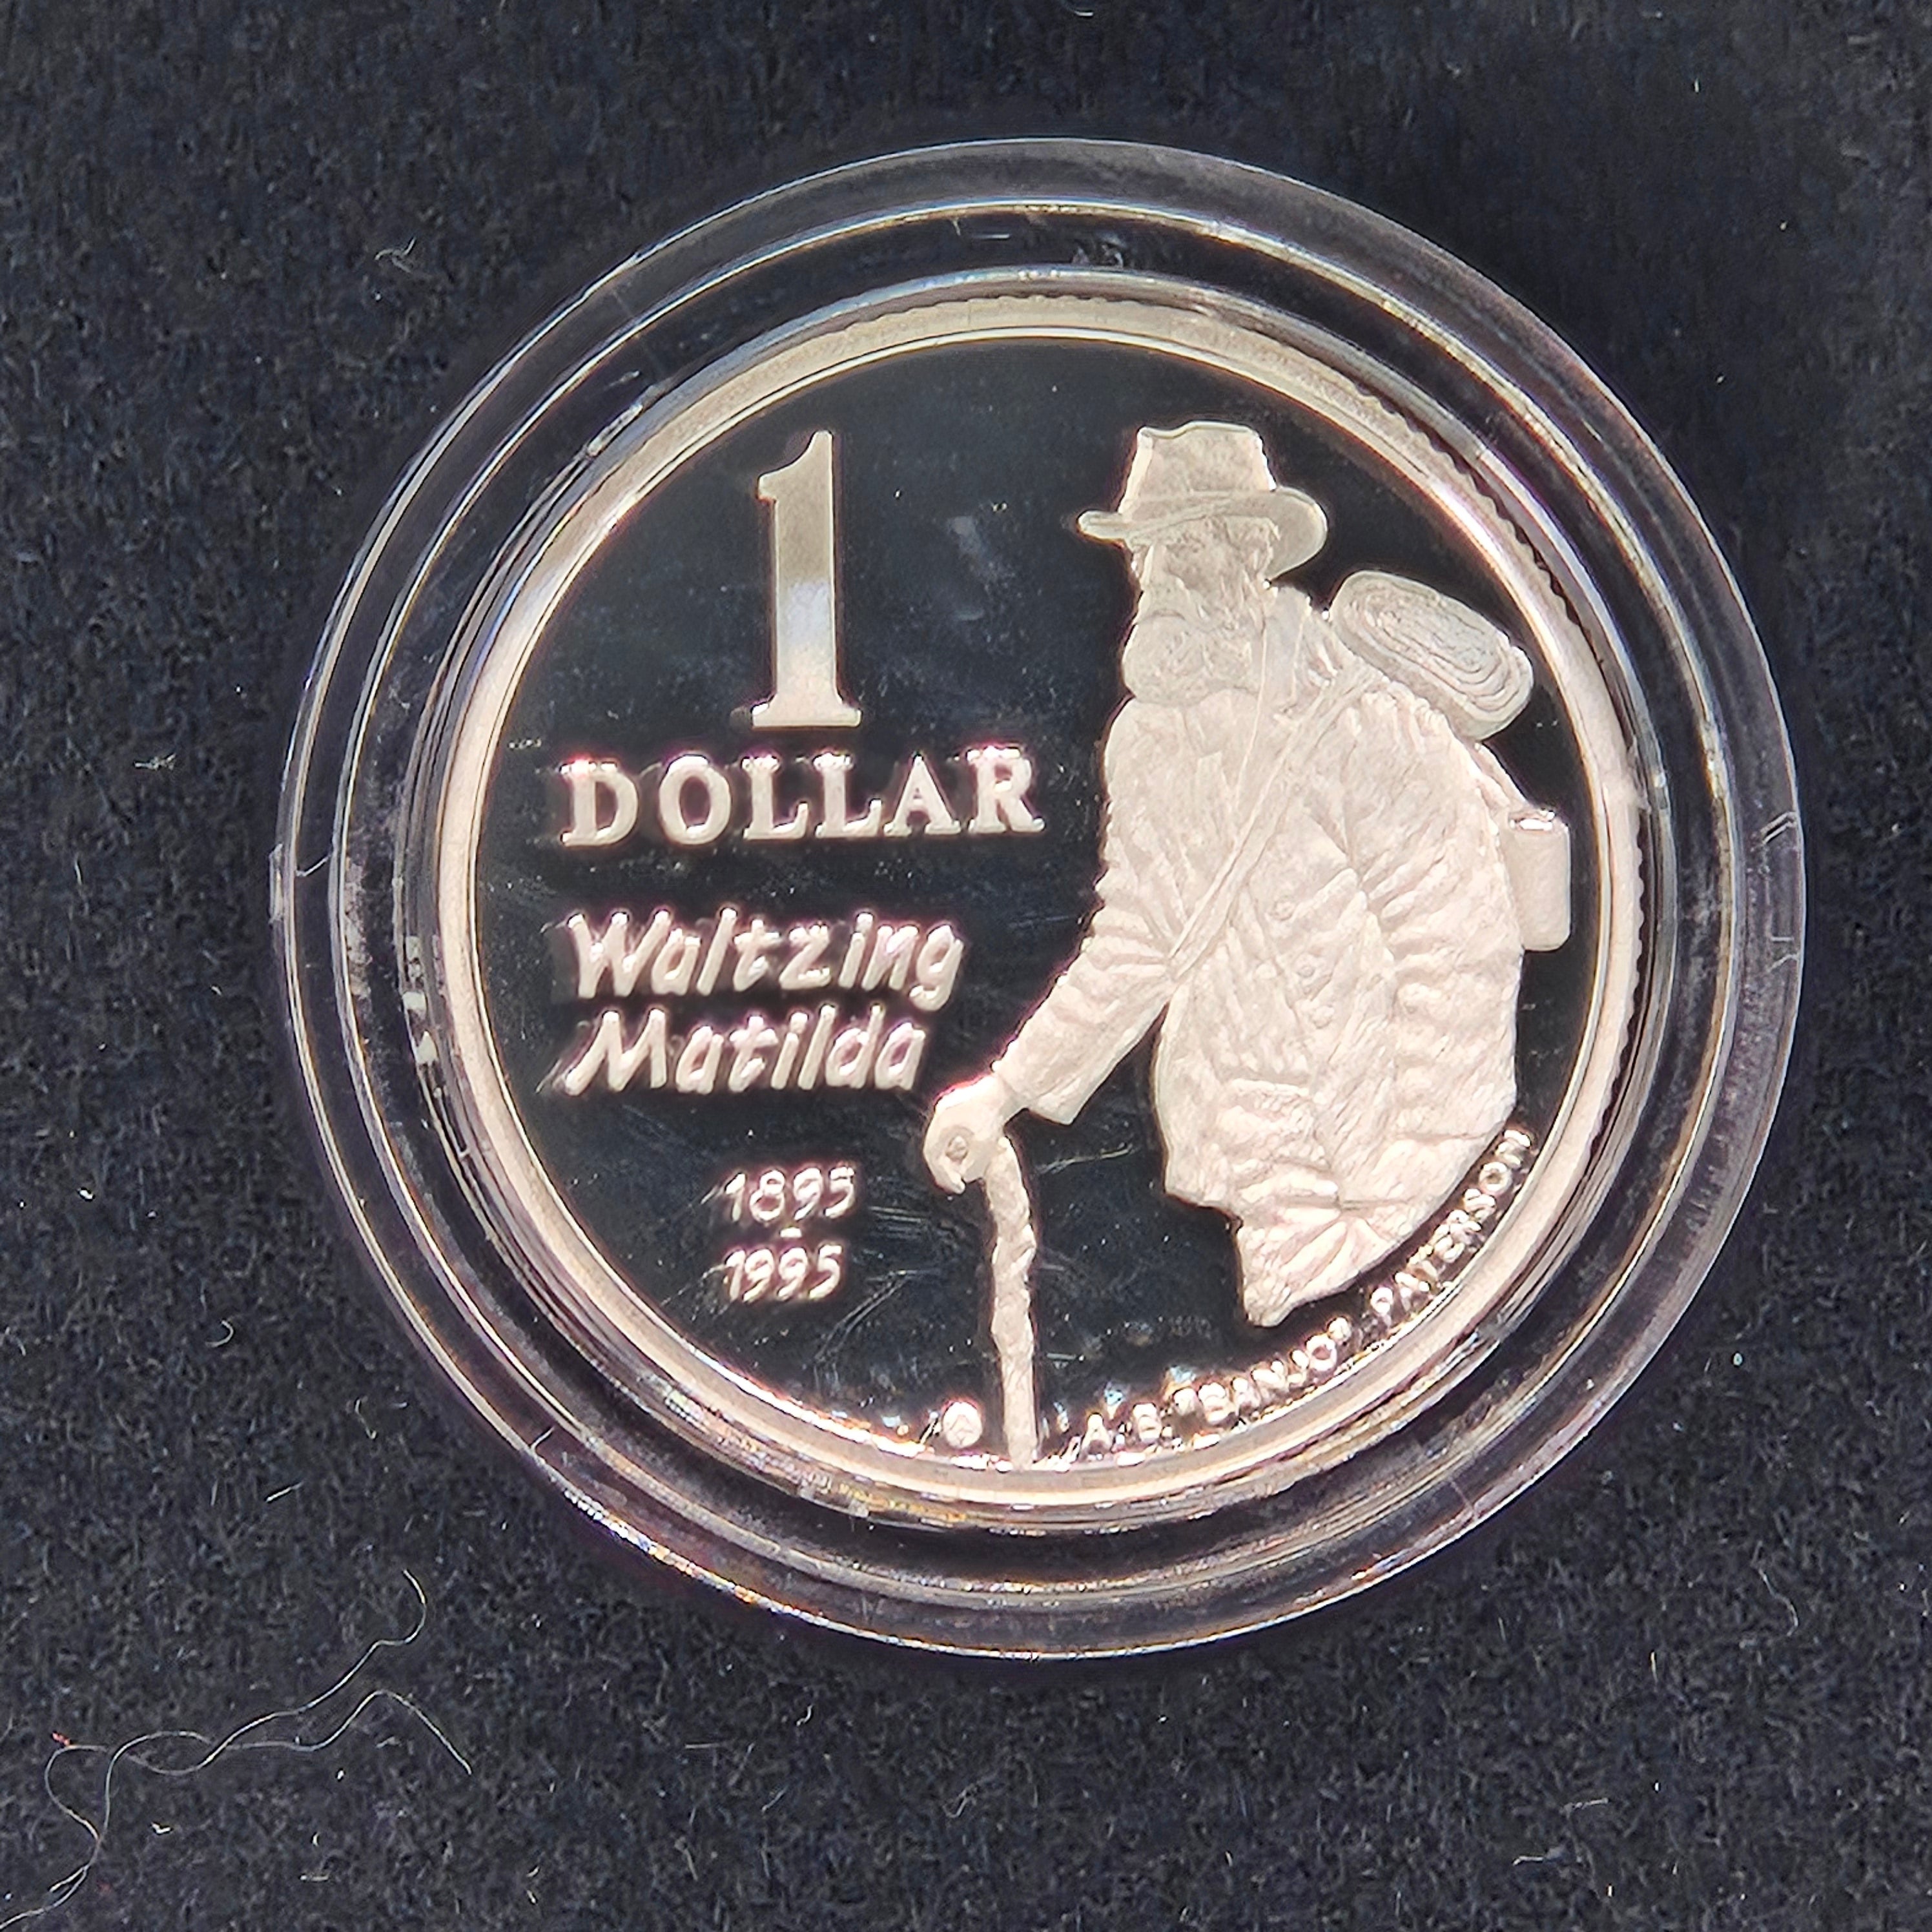 1
DOLLAR
Waltzing
Matilda
1895
-
1995
A.B. "BANJO" PATERSON